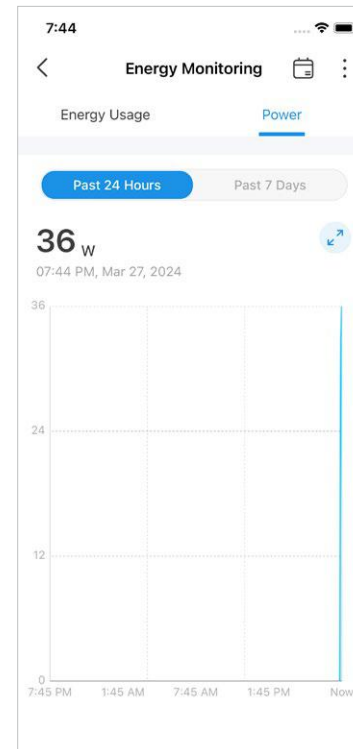 7:44
Energy Monitoring
Energy Usage Power
Past 24 Hours Past 7 Days
36 W
07:44 PM, Mar 27, 2024
36
24
12
0
7:45 PM 1:45 AM 7:45 AM 1:45 PM Now